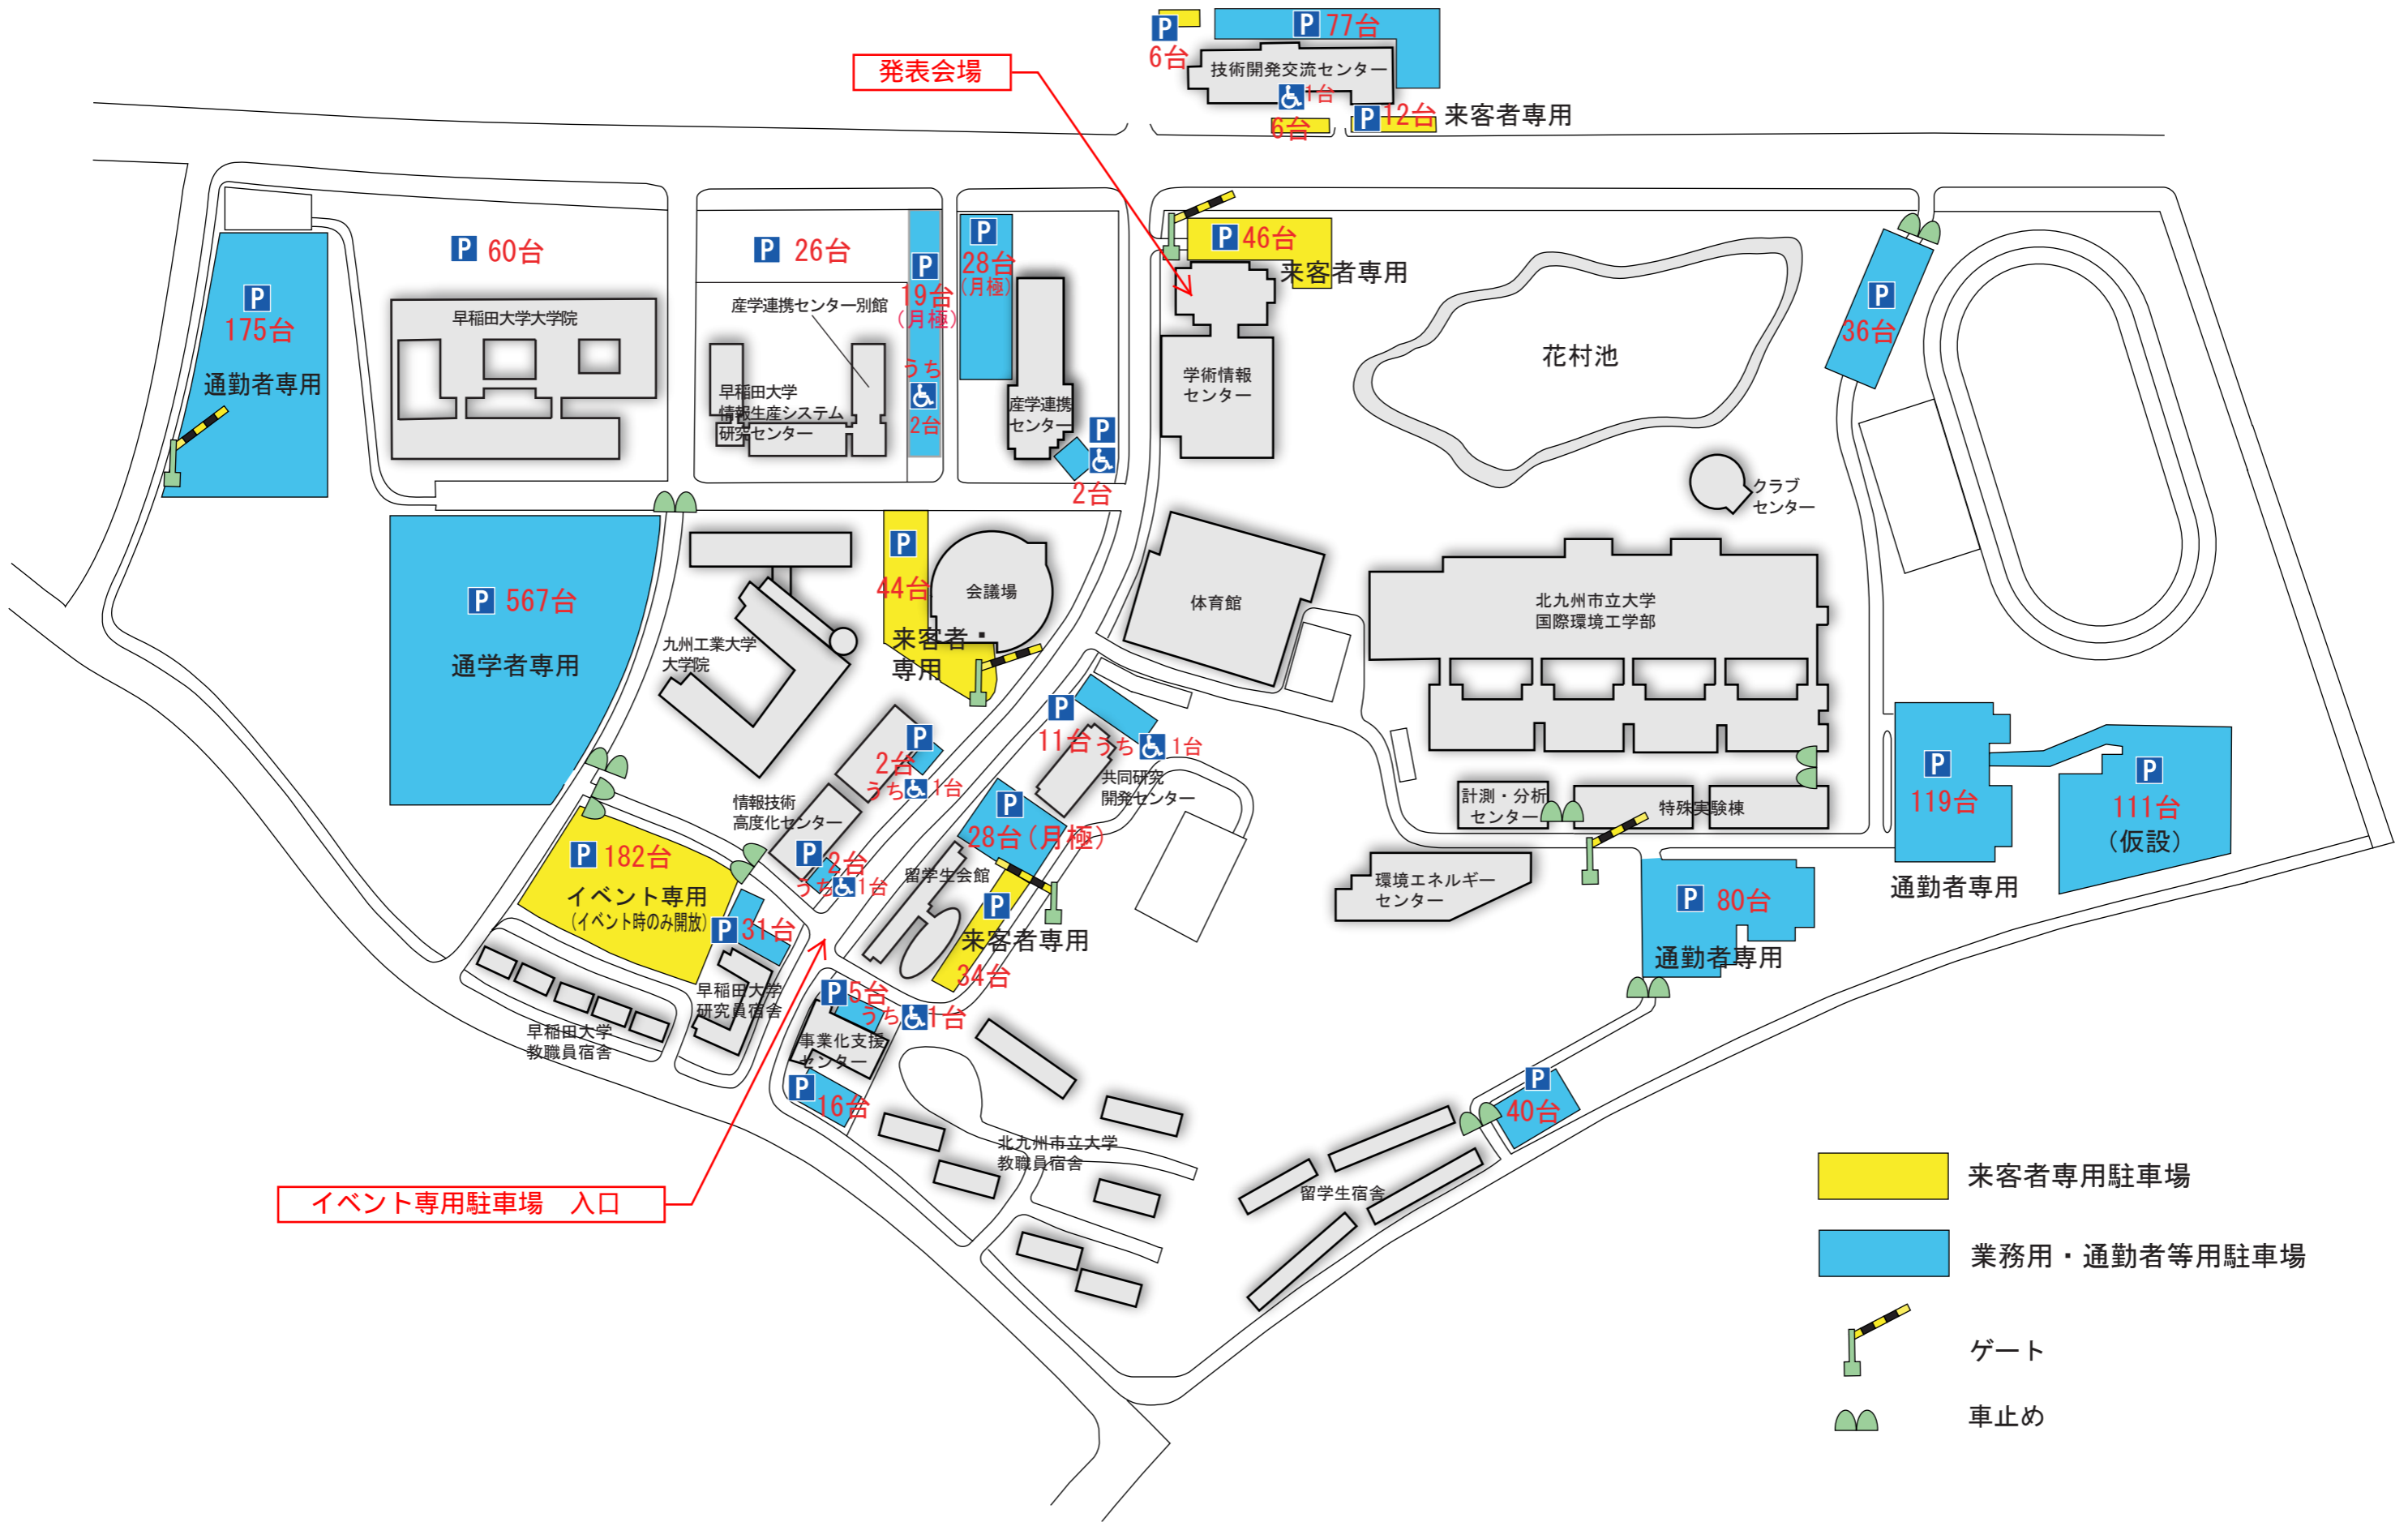 P
6台
P 77台
技術開発交流センター
1台
6台
P 12台 来客者専用
発表会場
P 60台
P 26台
P
19台
(月極)
うち
2台
P
28台
(月極)
P 46台
来客者専用
P
175台
通勤者専用
早稲田大学大学院
産学連携センター別館
早稲田大学
情報生産システム
研究センター
産学連携
センター
P
2台
学術情報
センター
花村池
P
36台
クラブ
センター
P 567台
通学者専用
九州工業大学
大学院
P
44台
来客者・
専用
会議場
体育館
北九州市立大学
国際環境工学部
P
2台
うち 1台
P
11台 うち 1台
共同研究
開発センター
情報技術
高度化センター
P 2台
うち 1台
P
28台(月極)
留学生会館
P
来客者専用
34台
計測・分析
センター
特殊実験棟
環境エネルギー
センター
P
119台
通勤者専用
P
111台
(仮設)
P 80台
通勤者専用
P 182台
イベント専用
(イベント時のみ開放)
P 31台
早稲田大学
研究員宿舎
早稲田大学
教職員宿舎
P 5台
うち 1台
事業化支援
センター
P 16台
北九州市立大学
教職員宿舎
P
40台
留学生宿舎
イベント専用駐車場 入口
来客者専用駐車場
業務用・通勤者等用駐車場
ゲート
車止め